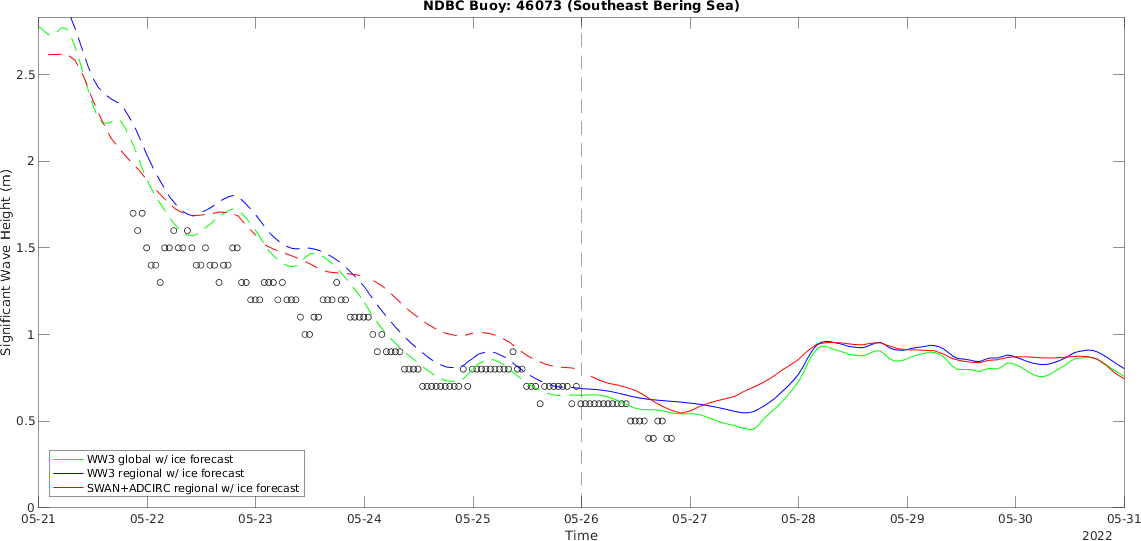 NDBC Buoy: 46073 (Southeast Bering Sea)
Significant Wave Height (m)
2.5
2
1.5
1
0.5
0
WW3 global w/ ice forecast
WW3 regional w/ ice forecast
SWAN+ADCIRC regional w/ ice forecast
05-21 05-22 05-23 05-24 05-25 05-26 05-27 05-28 05-29 05-30 05-31
Time
2022